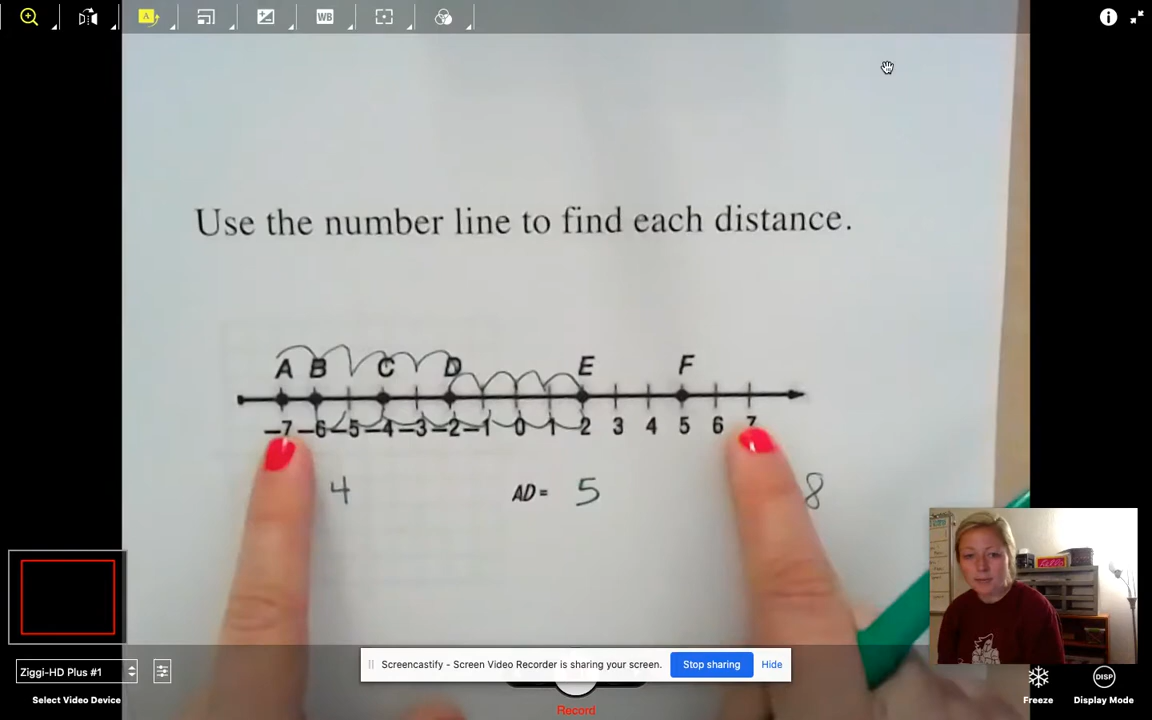 WB
Use the number line to find each distance.
A B C D E F
–7 –6 –5 –4 –3 –2 –1 0 1 2 3 4 5 6 7
4 AD = 5 8
Ziggi-HD Plus #1
Select Video Device
Screencastify - Screen Video Recorder is sharing your screen. Stop sharing Hide
Record
DISP
Freeze Display Mode